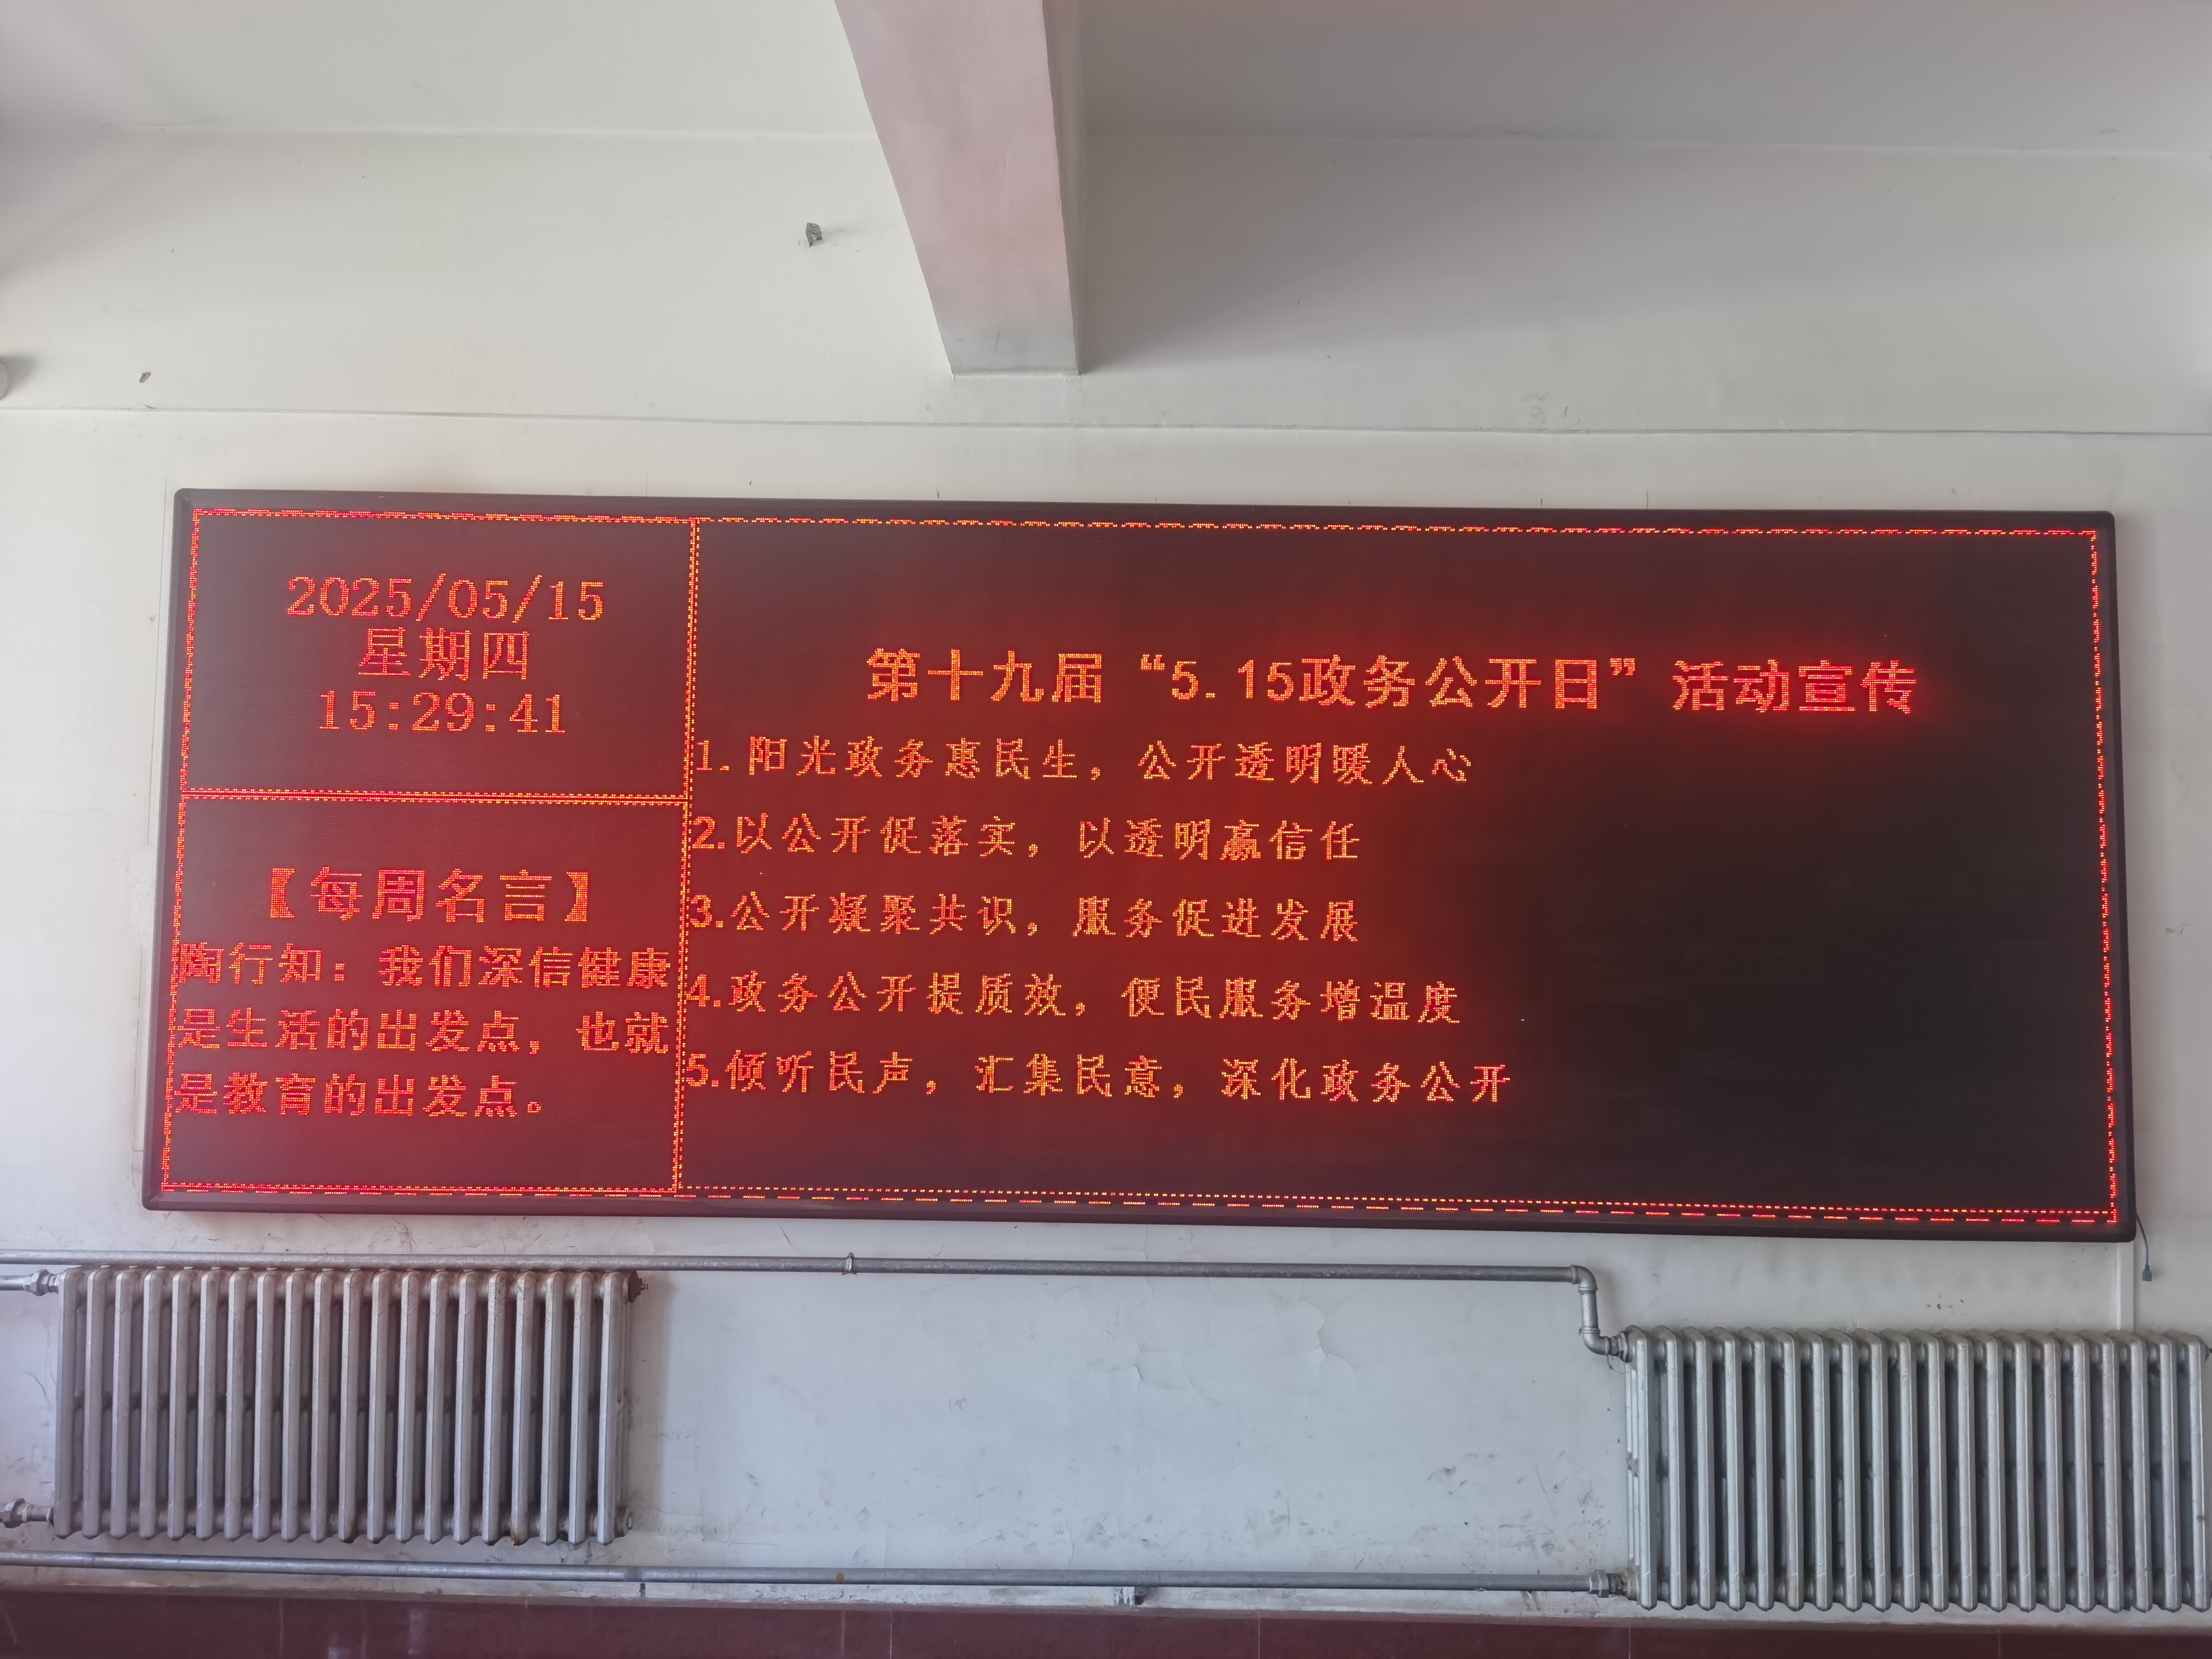 2025/05/15
星期四
15:29:41
【每周名言】
陶行知：我们深信健康
是生活的出发点，也就
是教育的出发点。
第十九届“5.15政务公开日”活动宣传
1.阳光政务惠民生，公开透明暖人心
2.以公开促落实，以透明赢信任
3.公开凝聚共识，服务促进发展
4.政务公开提质效，便民服务增温度
5.倾听民声，汇集民意，深化政务公开